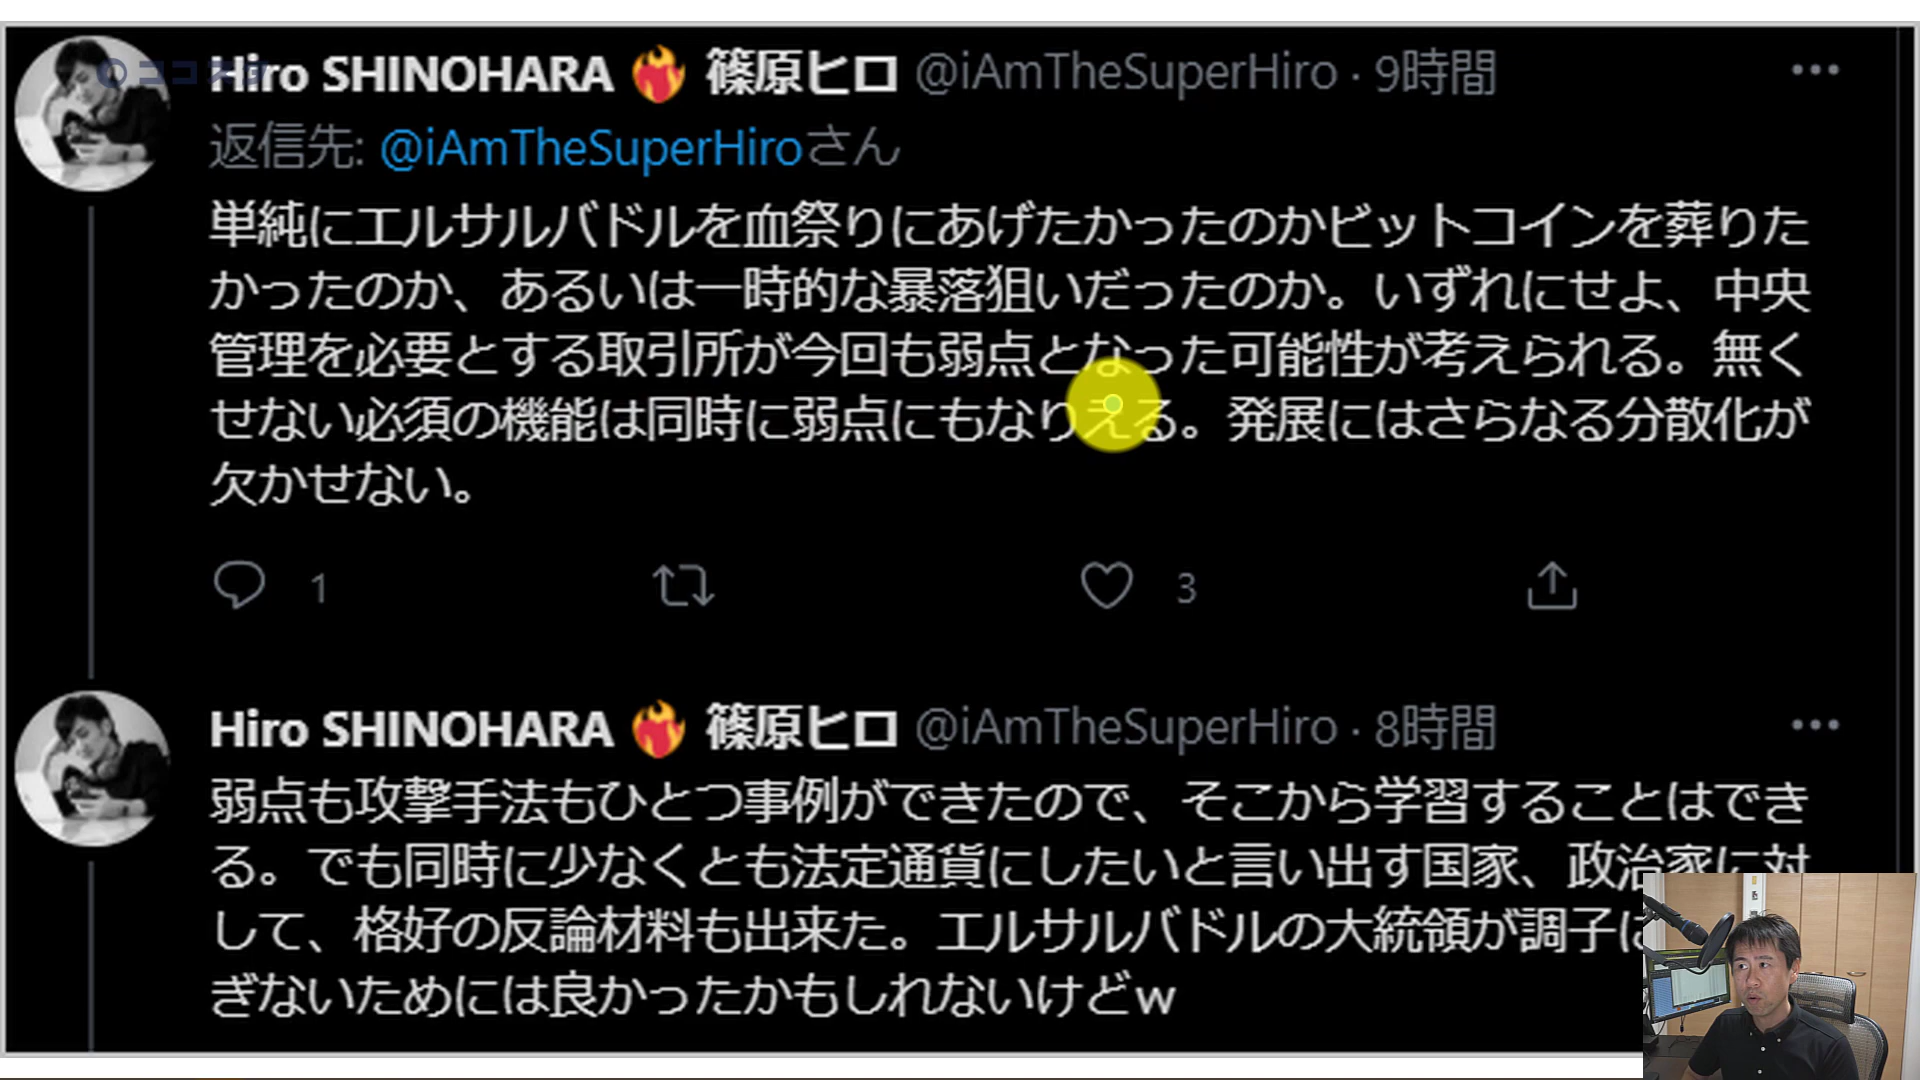 ココスタ
Hiro SHINOHARA ❤️‍🔥 篠原ヒロ @iAmTheSuperHiro · 9時間
返信先: @iAmTheSuperHiroさん
単純にエルサルバドルを血祭りにあげたかったのかビットコインを葬りた
かったのか、あるいは一時的な暴落狙いだったのか。いずれにせよ、中央
管理を必要とする取引所が今回も弱点となった可能性が考えられる。無く
せない必須の機能は同時に弱点にもなりえる。発展にはさらなる分散化が
欠かせない。
1 3
Hiro SHINOHARA ❤️‍🔥 篠原ヒロ @iAmTheSuperHiro · 8時間
弱点も攻撃手法もひとつ事例ができたので、そこから学習することはでき
る。でも同時に少なくとも法定通貨にしたいと言い出す国家、政治家に対
して、格好の反論材料も出来た。エルサルバドルの大統領が調子に
ぎないためには良かったかもしれないけどw